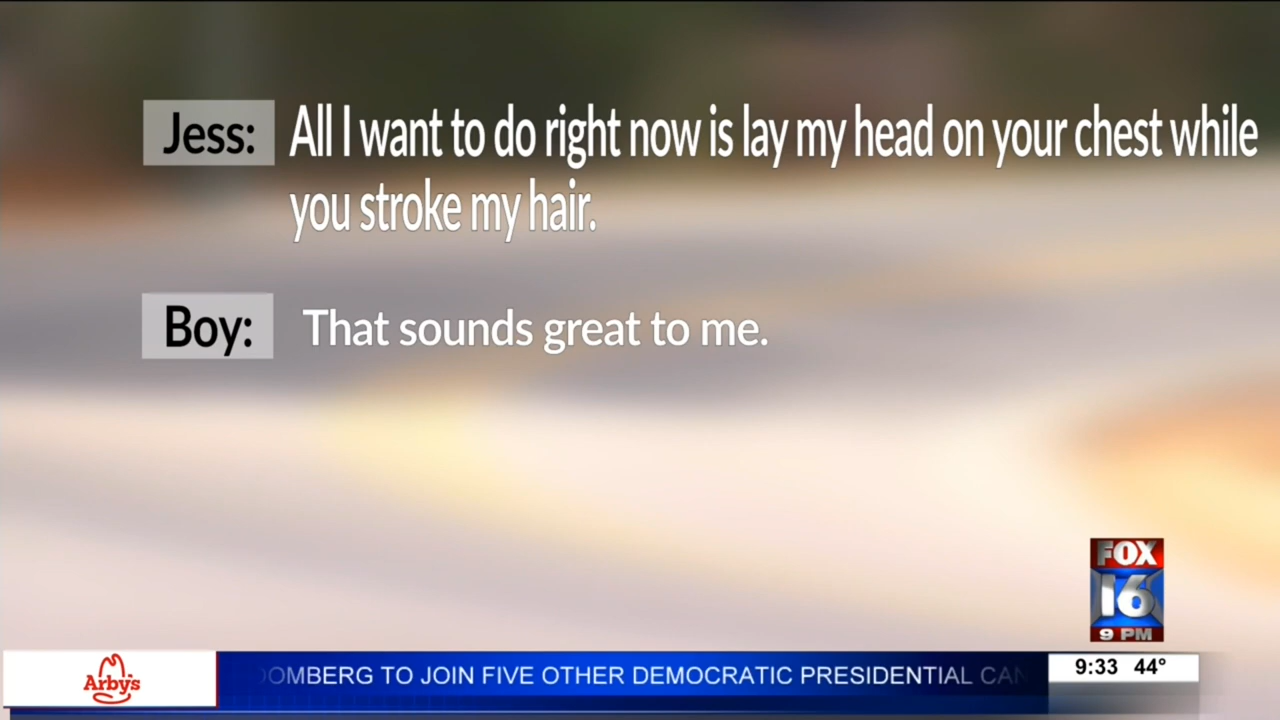 Jess: All I want to do right now is lay my head on your chest while
you stroke my hair.
Boy: That sounds great to me.
FOX
16
9 PM
Arby's
OMBERG TO JOIN FIVE OTHER DEMOCRATIC PRESIDENTIAL CAN
9:33 44°